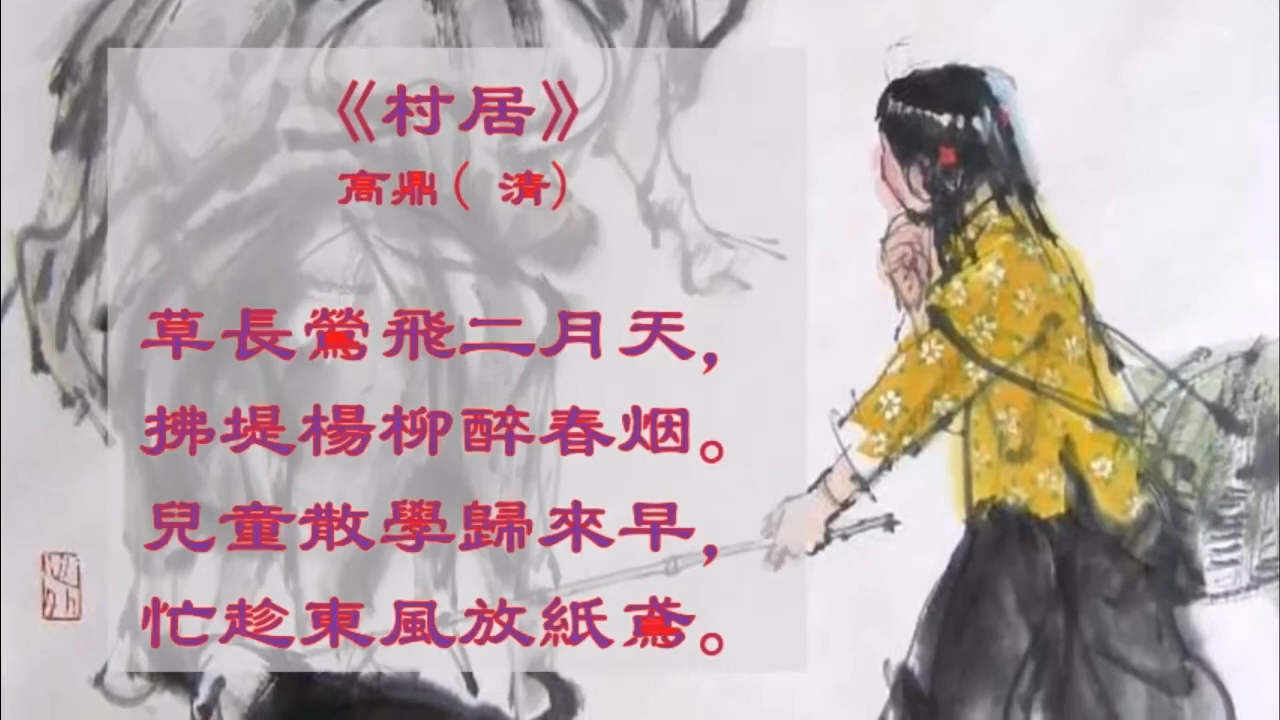 《村居》
高鼎（ 清）
草長鶯飛二月天，
拂堤楊柳醉春烟。
兒童散學歸來早，
忙趁東風放紙鳶。